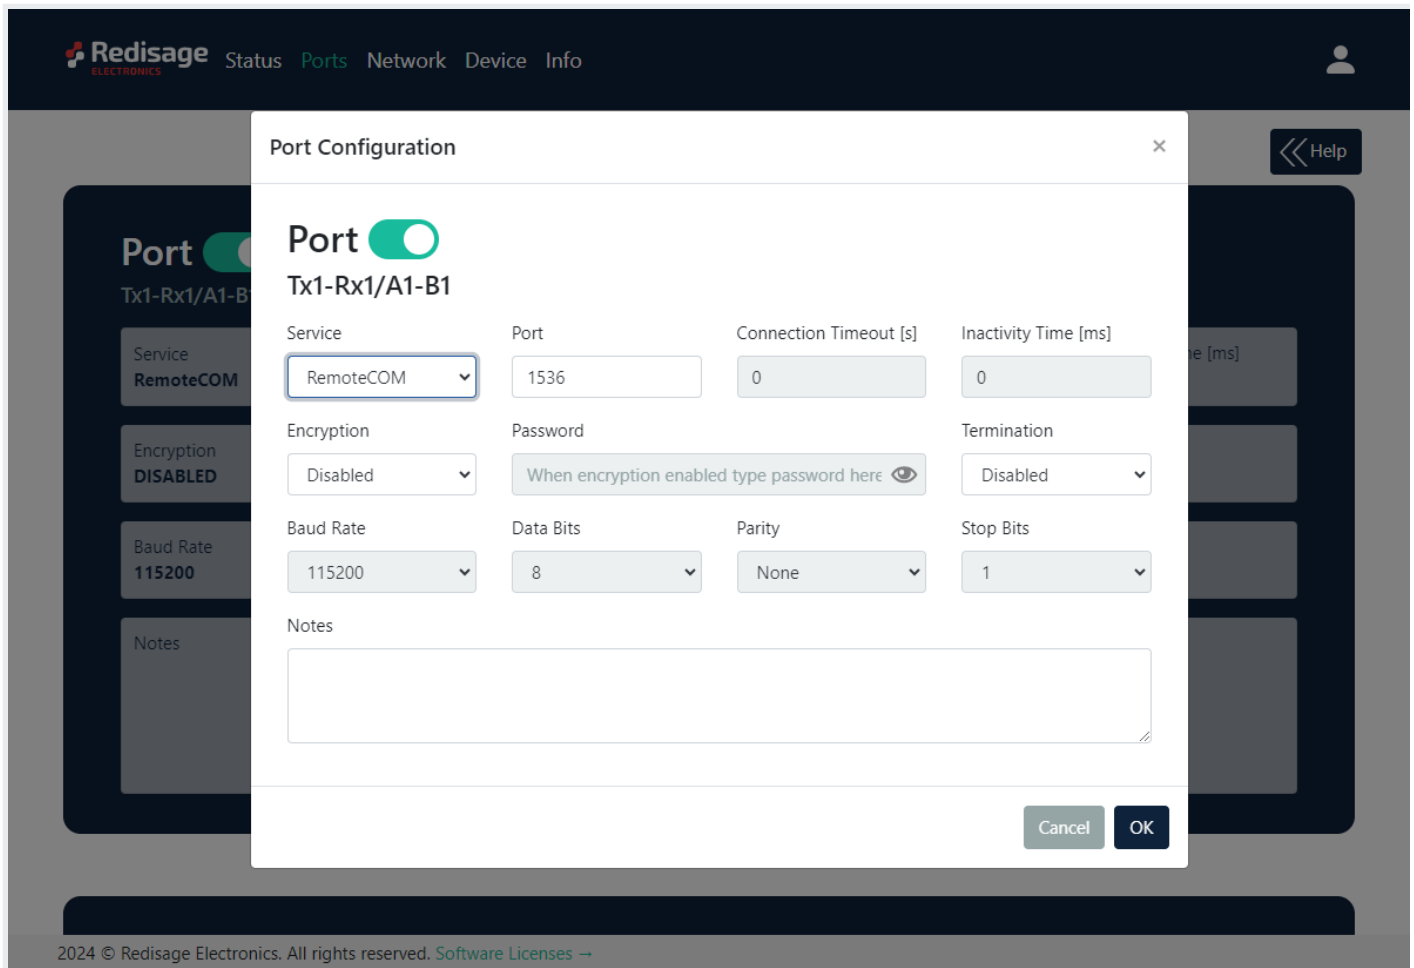 Redisage
ELECTRONICS
Status Ports Network Device Info
Help
Port Configuration
×
Port
Tx1-Rx1/A1-B1
Service Port Connection Timeout [s] Inactivity Time [ms]
RemoteCOM 1536 0 0
Encryption Password Termination
Disabled When encryption enabled type password here Disabled
Baud Rate Data Bits Parity Stop Bits
115200 8 None 1
Notes
Cancel OK
Port
Tx1-Rx1/A1-B
Service
RemoteCOM
[ms]
Encryption
DISABLED
Baud Rate
115200
Notes
2024 © Redisage Electronics. All rights reserved. Software Licenses →